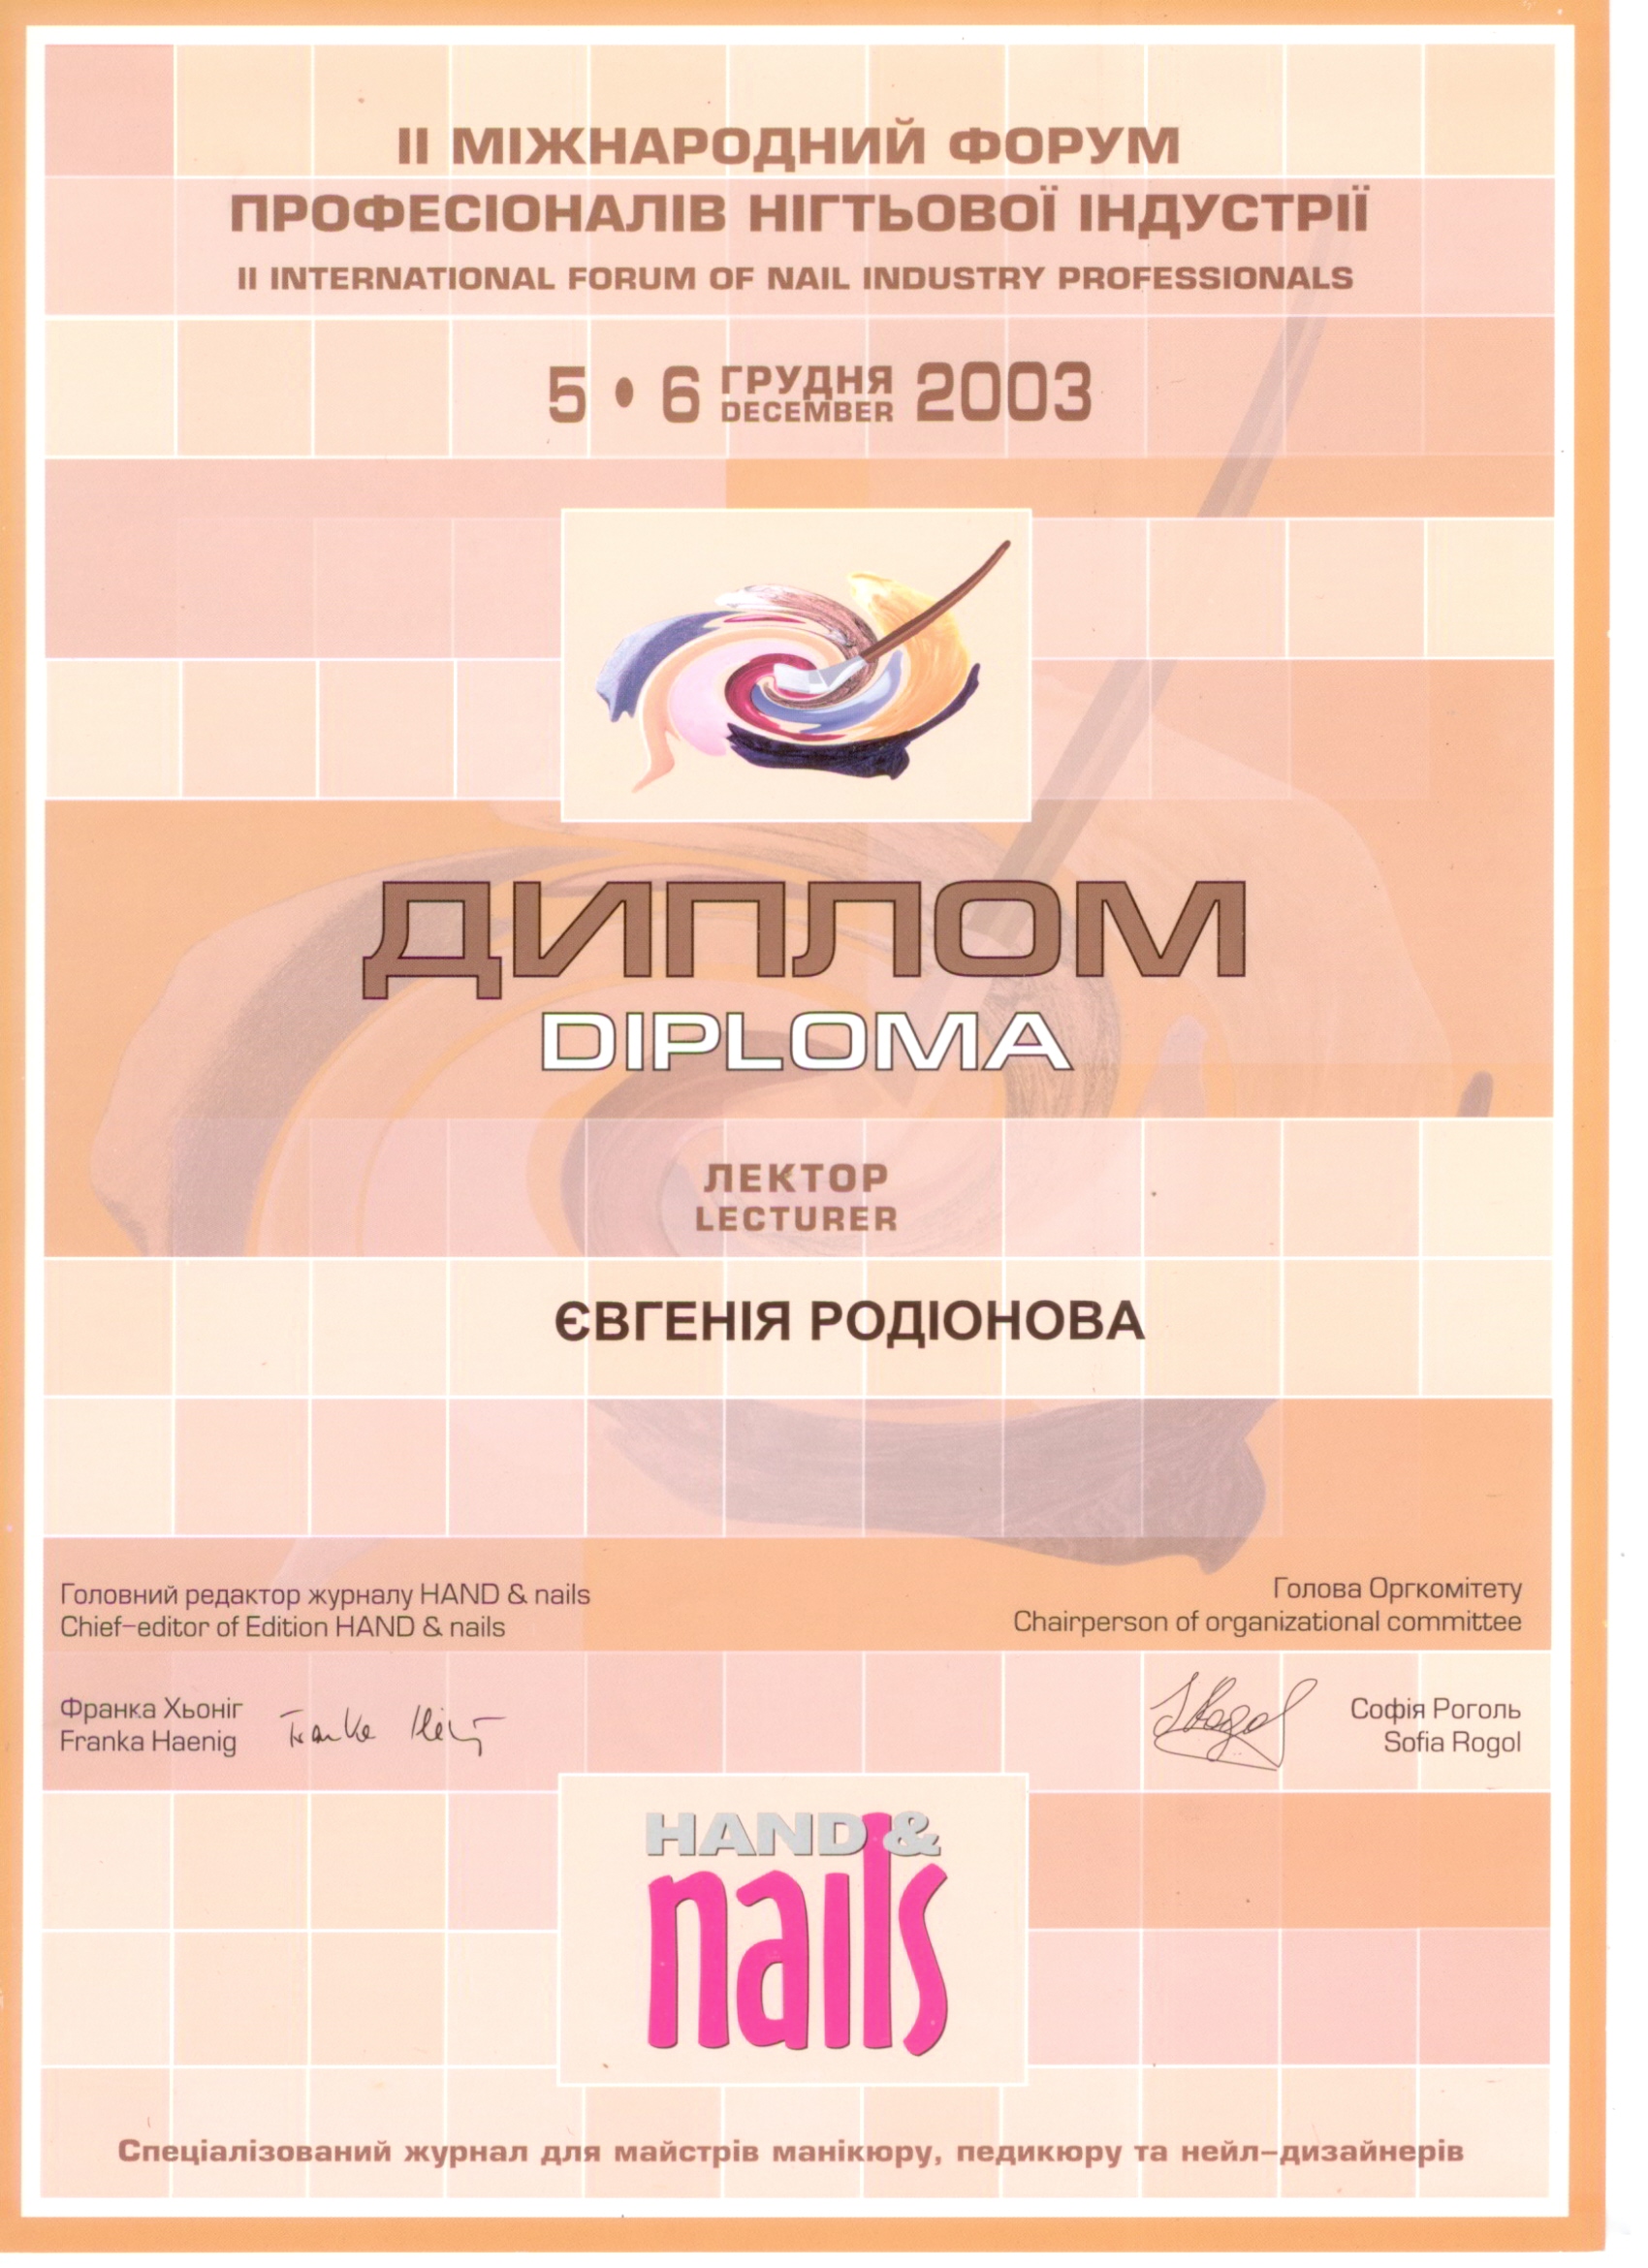 II МІЖНАРОДНИЙ ФОРУМ
ПРОФЕСІОНАЛІВ НІГТЬОВОЇ ІНДУСТРІЇ
II INTERNATIONAL FORUM OF NAIL INDUSTRY PROFESSIONALS
5 • 6 ГРУДНЯ 2003
DECEMBER
ДИПЛОМ
DIPLOMA
ЛЕКТОР
LECTURER
ЄВГЕНІЯ РОДІОНОВА
Головний редактор журналу HAND & nails
Chief-editor of Edition HAND & nails
Голова Оргкомітету
Chairperson of organizational committee
Франка Хьоніг
Franka Haenig
Софія Роголь
Sofia Rogol
HAND &
nails
Спеціалізований журнал для майстрів манікюру, педикюру та нейл-дизайнерів